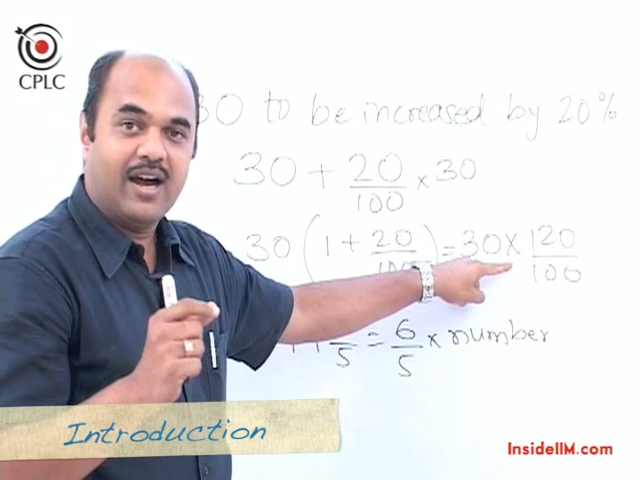 CPLC
30 to be increased by 20%
30 + 20/100 × 30
30 (1 + 20/100) = 30 × 120/100
1/5 = 6/5 × number
Introduction
InsideIIM.com